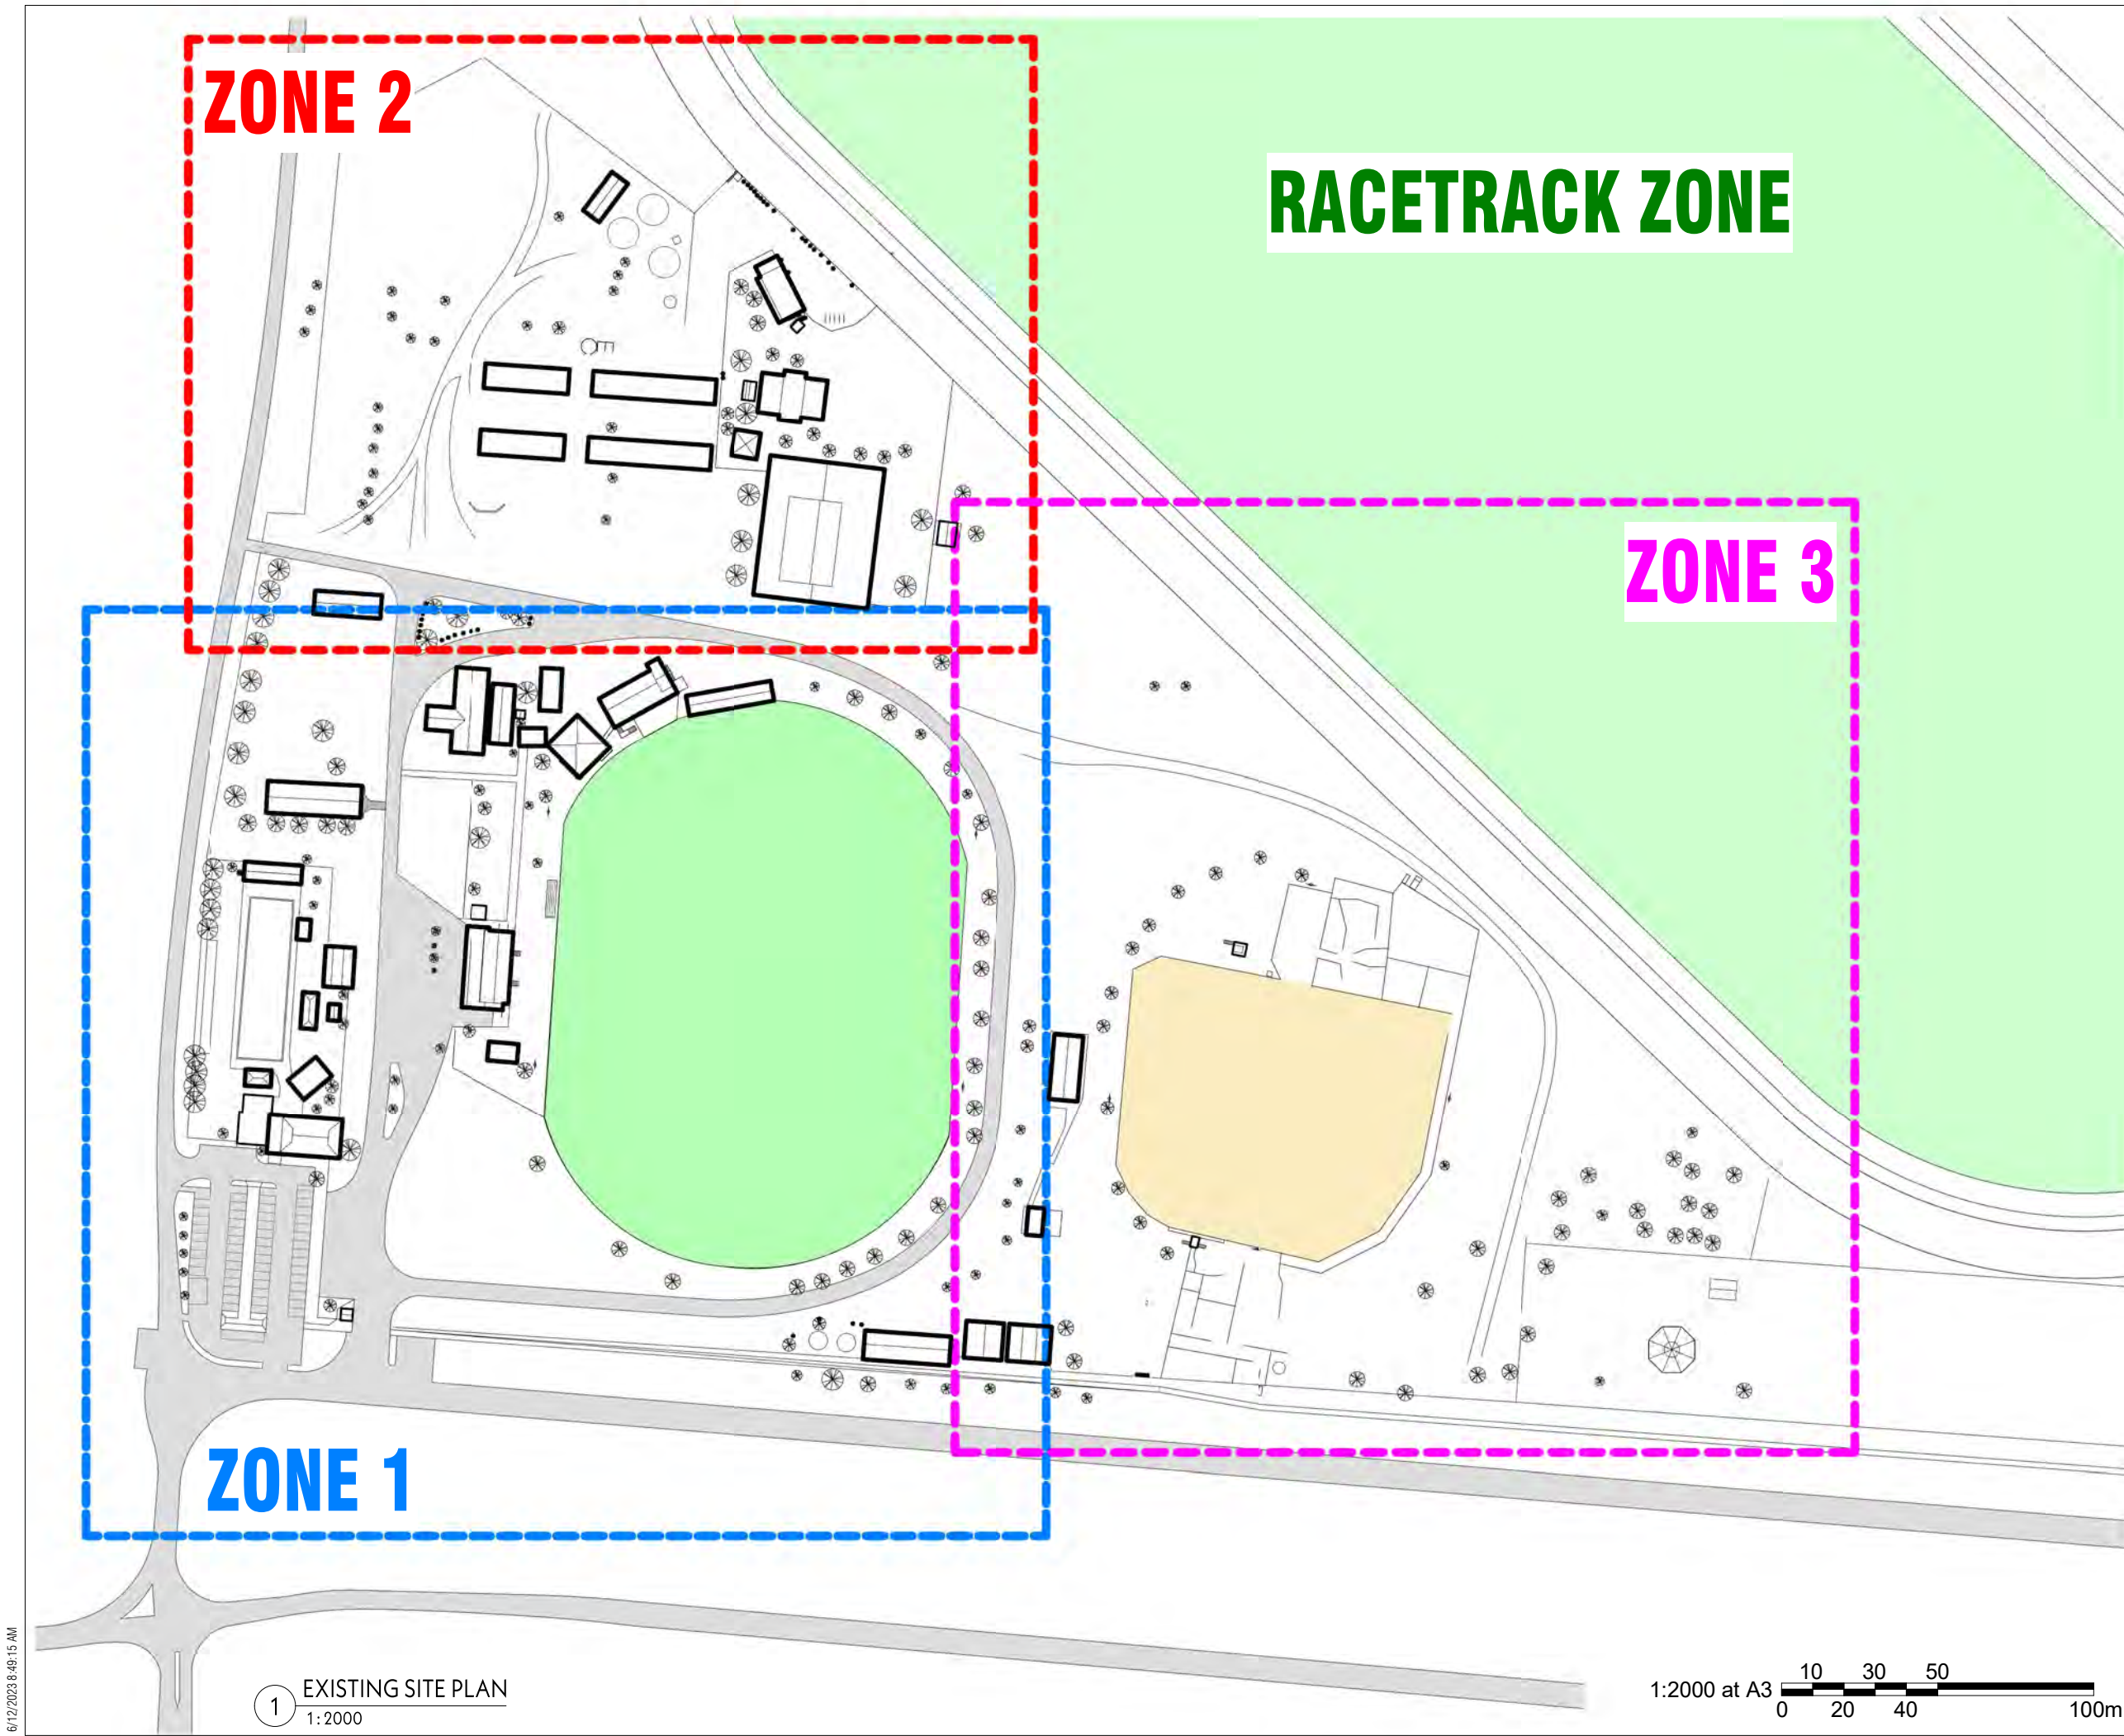 ZONE 2
RACETRACK ZONE
ZONE 3
ZONE 1
1 EXISTING SITE PLAN
1:2000
1:2000 at A3
10 30 50
0 20 40 100m
6/12/2023 8:49:15 AM